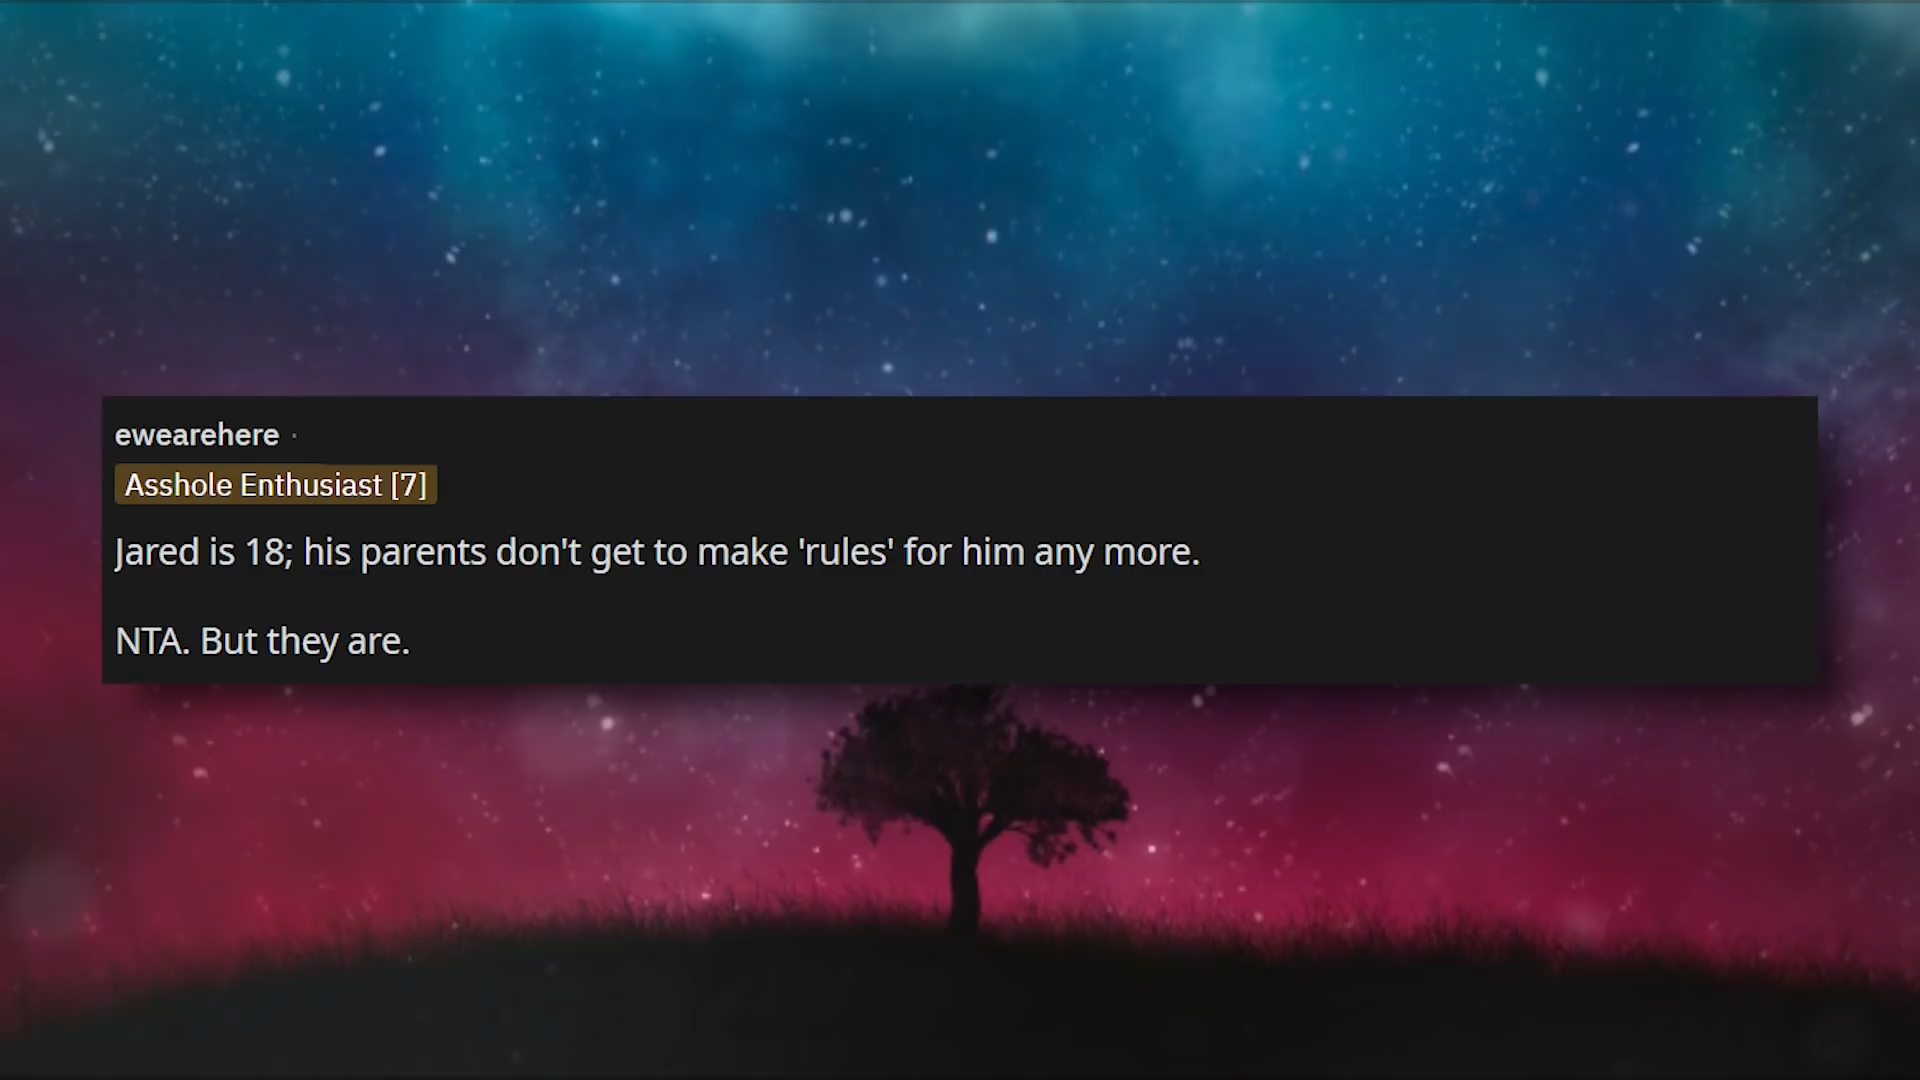 ewearehere ·
Asshole Enthusiast [7]
Jared is 18; his parents don't get to make 'rules' for him any more.
NTA. But they are.